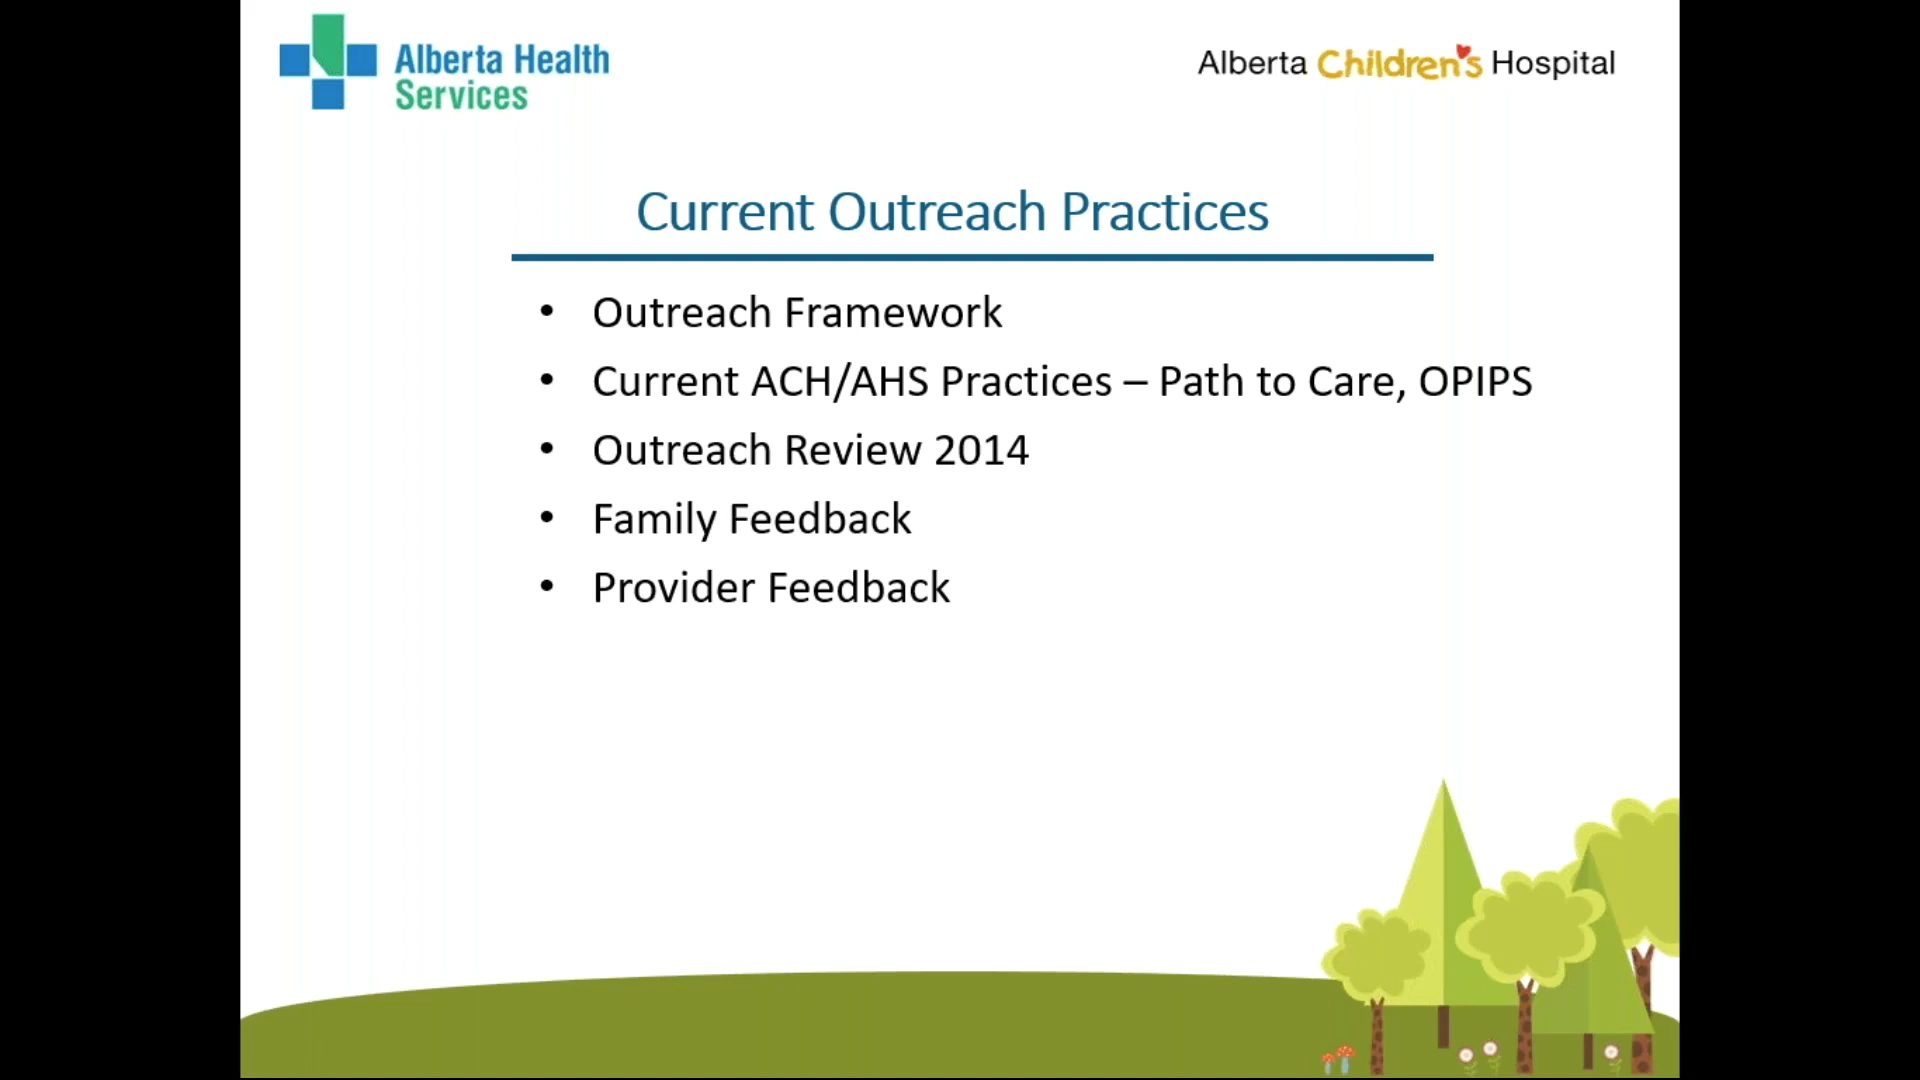 Alberta Health
Services
Alberta Children's Hospital
Current Outreach Practices
• Outreach Framework
• Current ACH/AHS Practices – Path to Care, OPIPS
• Outreach Review 2014
• Family Feedback
• Provider Feedback